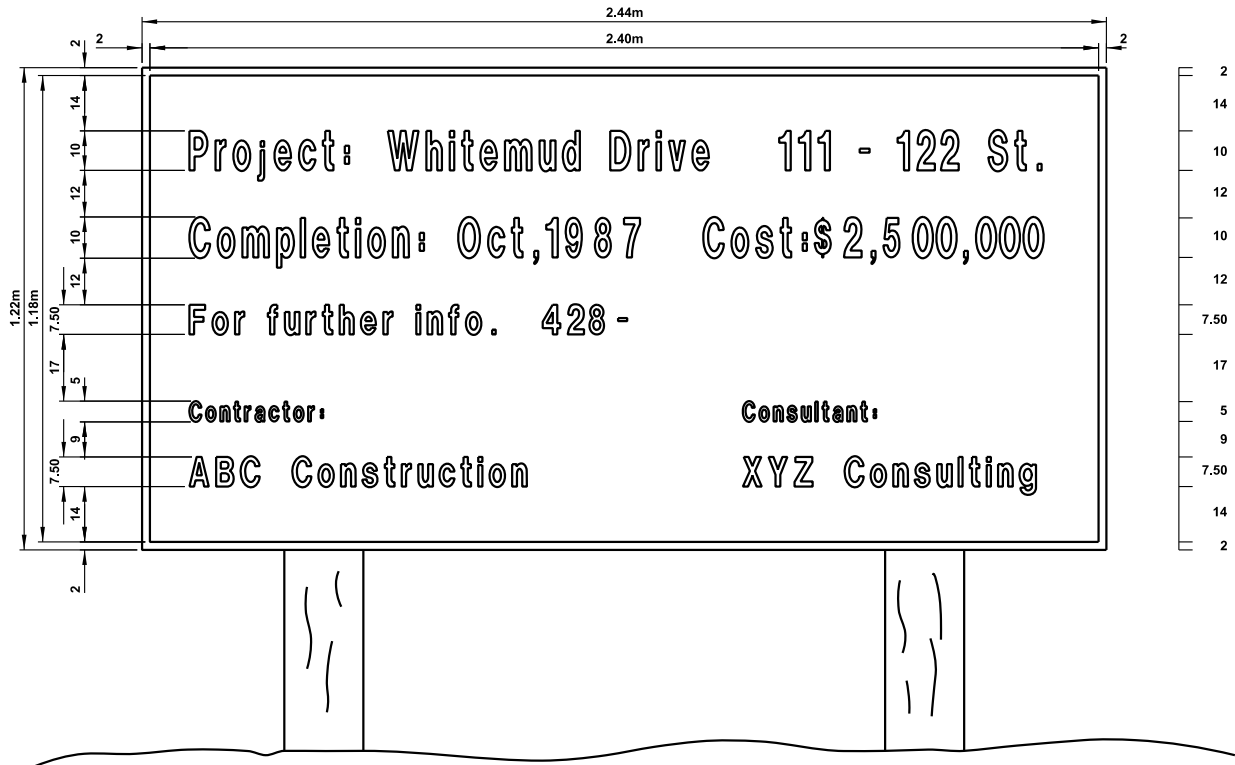 2.44m
2 2.40m 2
2 2
14 14
Project: Whitemud Drive 111 - 122 St.
10 10
12 12
Completion: Oct,1987 Cost:$2,500,000
10 10
12 12
1.22m 1.18m
For further info. 428-
7.50 7.50
17 17
Contractor: Consultant:
5 5
9 9
ABC Construction XYZ Consulting
7.50 7.50
14 14
2 2